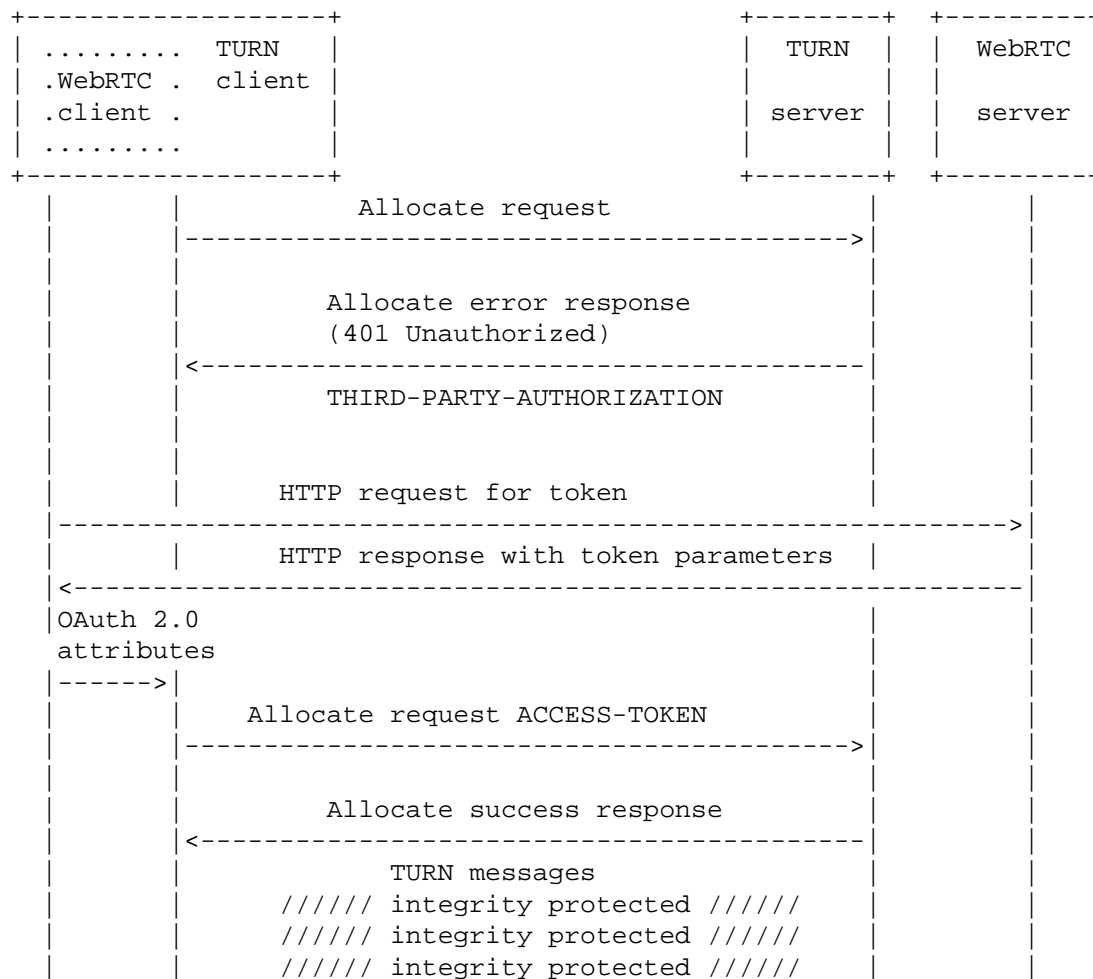 +-------------------+                         +--------+  +----------
| ......... TURN    |                         |  TURN  |  |  WebRTC
| .WebRTC . client  |                         |        |  |
| .client .         |                         | server |  |  server
| .........         |                         |        |  |
+-------------------+                         +--------+  +----------
Allocate request
Allocate error response
(401 Unauthorized)
THIRD-PARTY-AUTHORIZATION
HTTP request for token
HTTP response with token parameters
OAuth 2.0
attributes
Allocate request ACCESS-TOKEN
Allocate success response
TURN messages
////// integrity protected //////
////// integrity protected //////
////// integrity protected //////